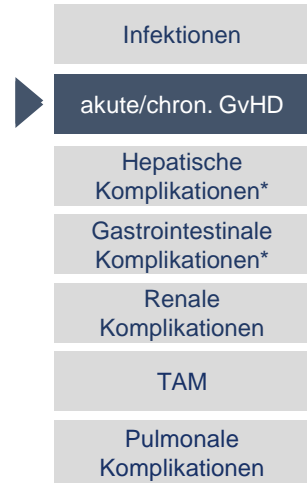 Infektionen
akute/chron. GvHD
Hepatische
Komplikationen*
Gastrointestinale
Komplikationen*
Renale
Komplikationen
TAM
Pulmonale
Komplikationen